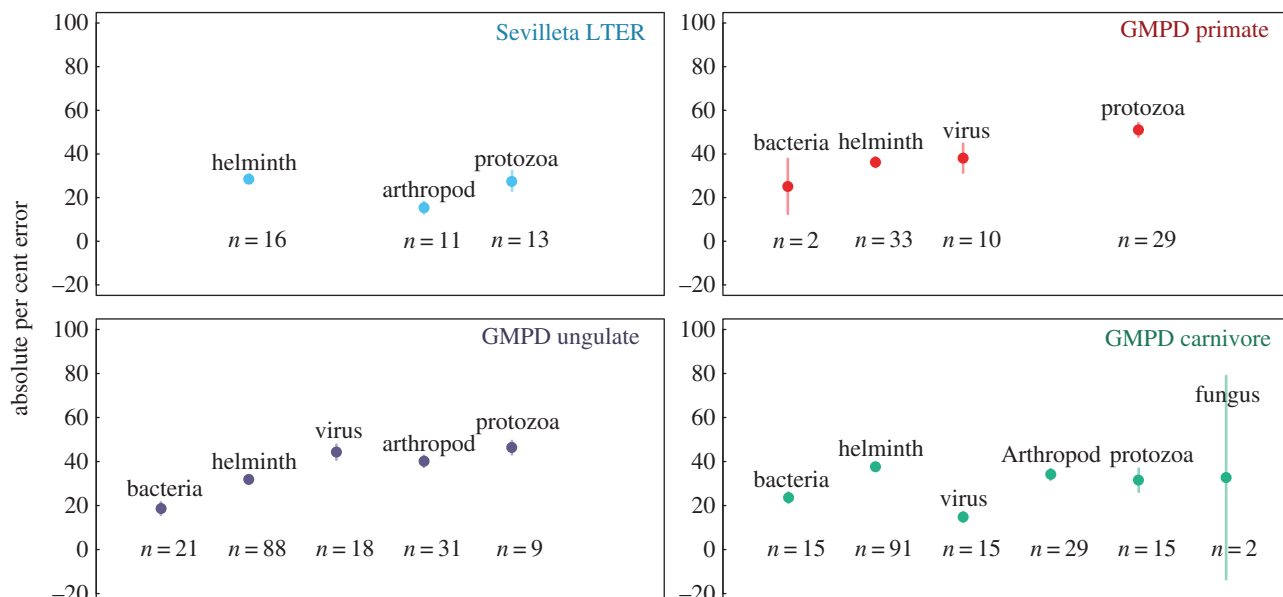 absolute per cent error
100
80
60
40
20
0
–20
Sevilleta LTER
helminth
arthropod
protozoa
n = 16
n = 11
n = 13
100
80
60
40
20
0
–20
GMPD primate
bacteria
helminth
virus
protozoa
n = 2
n = 33
n = 10
n = 29
100
80
60
40
20
0
–20
GMPD ungulate
bacteria
helminth
virus
arthropod
protozoa
n = 21
n = 88
n = 18
n = 31
n = 9
100
80
60
40
20
0
–20
GMPD carnivore
bacteria
helminth
virus
Arthropod
protozoa
fungus
n = 15
n = 91
n = 15
n = 29
n = 15
n = 2